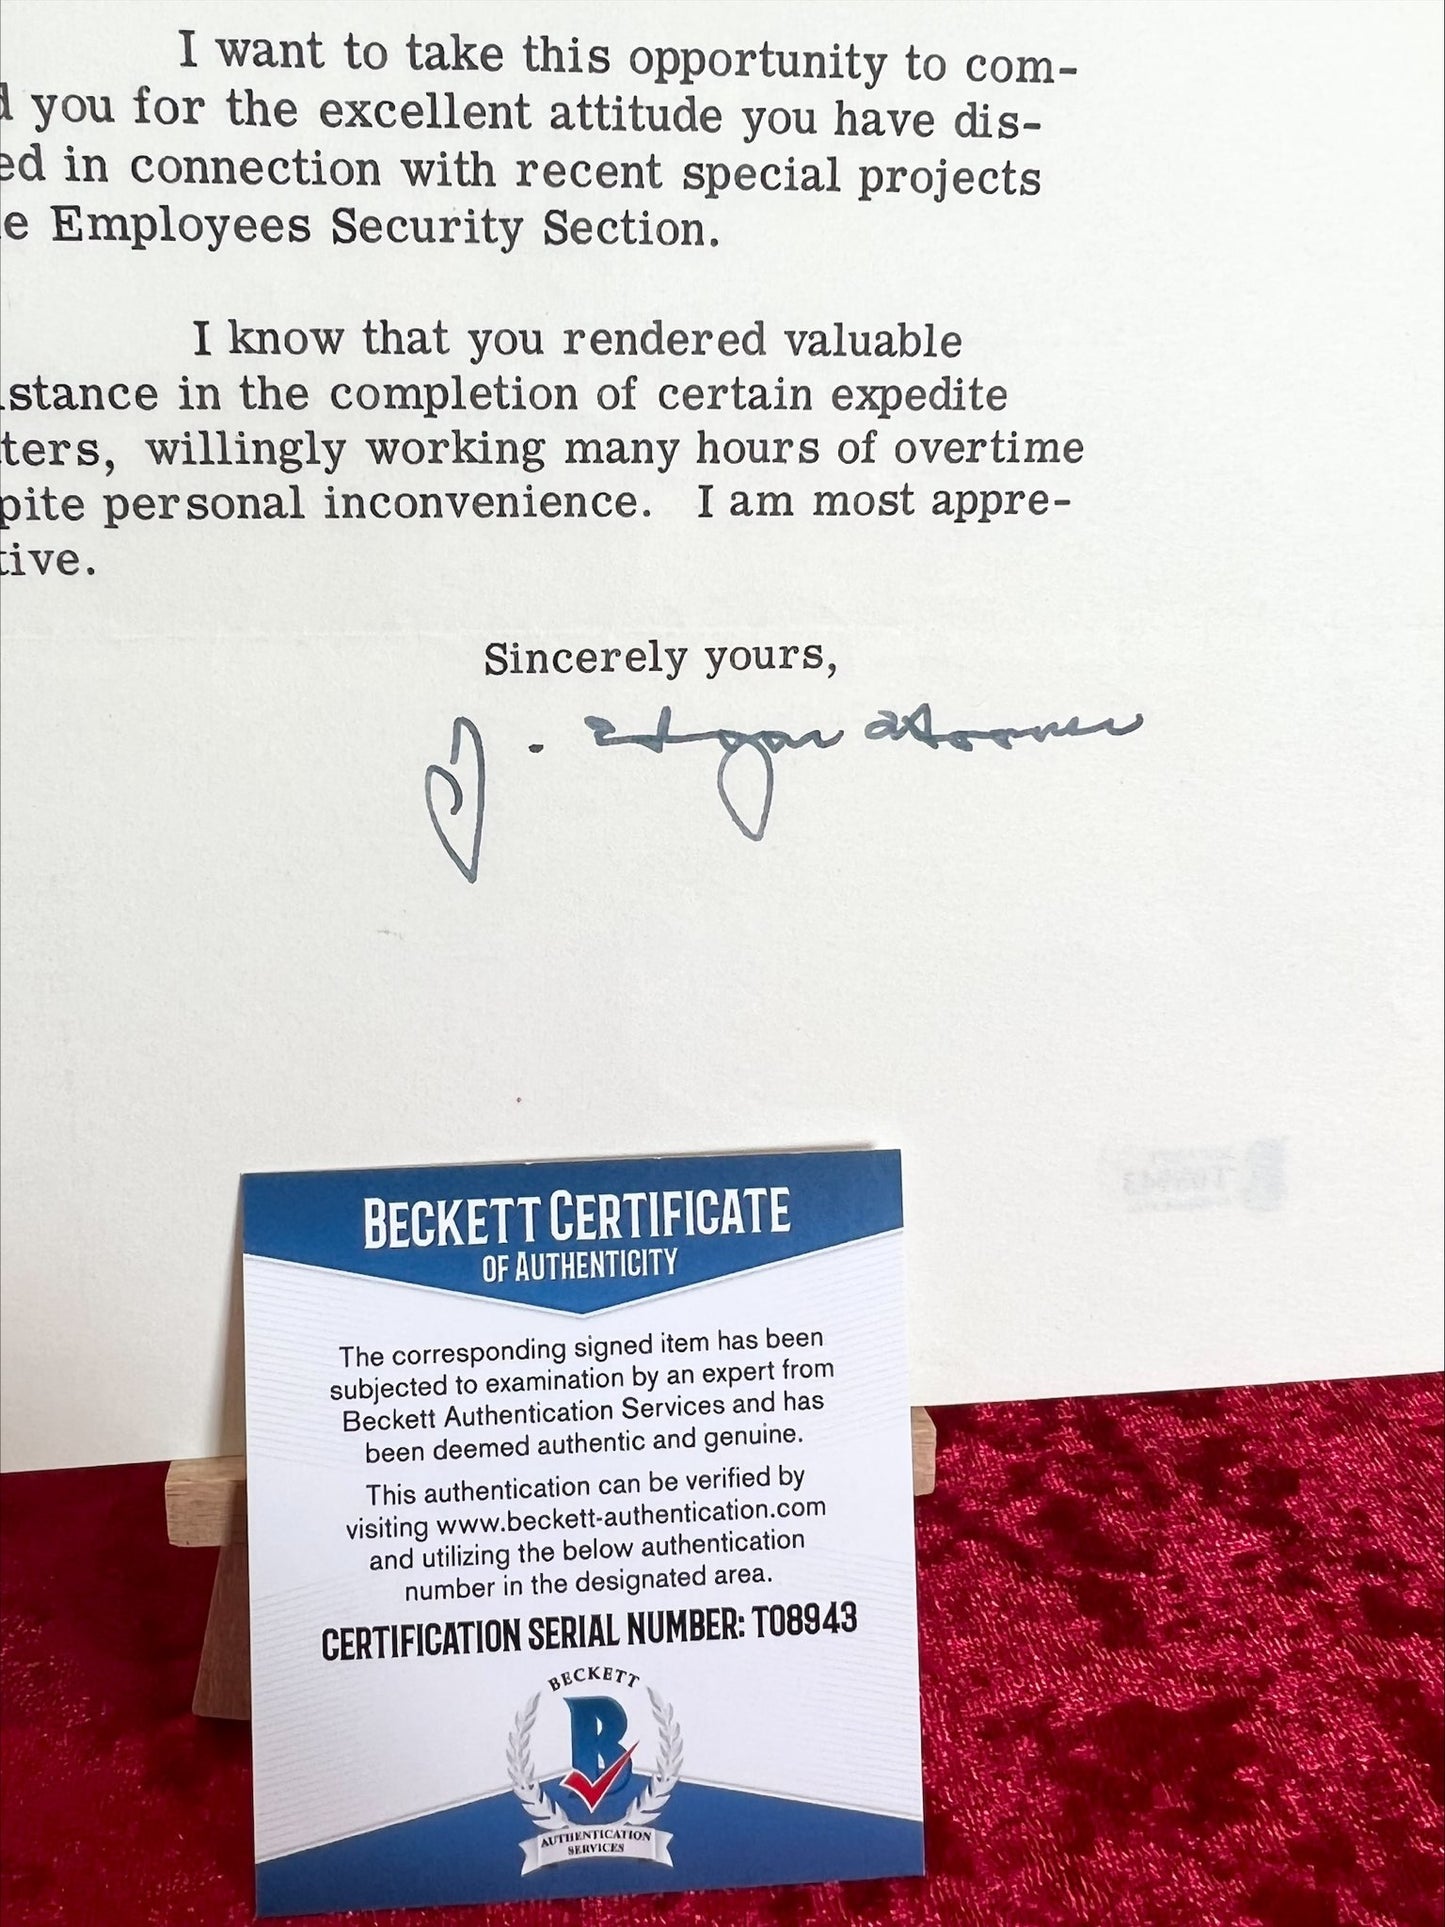 I want to take this opportunity to com-
you for the excellent attitude you have dis-
ed in connection with recent special projects
e Employees Security Section.
I know that you rendered valuable
stance in the completion of certain expedite
ters, willingly working many hours of overtime
pite personal inconvenience. I am most appre-
tive.
Sincerely yours,
J. Edgar Hoover
BECKETT CERTIFICATE
OF AUTHENTICITY
The corresponding signed item has been
subjected to examination by an expert from
Beckett Authentication Services and has
been deemed authentic and genuine.
This authentication can be verified by
visiting www.beckett-authentication.com
and utilizing the below authentication
number in the designated area.
CERTIFICATION SERIAL NUMBER: T08943
BECKETT
B
AUTHENTICATION
SERVICES